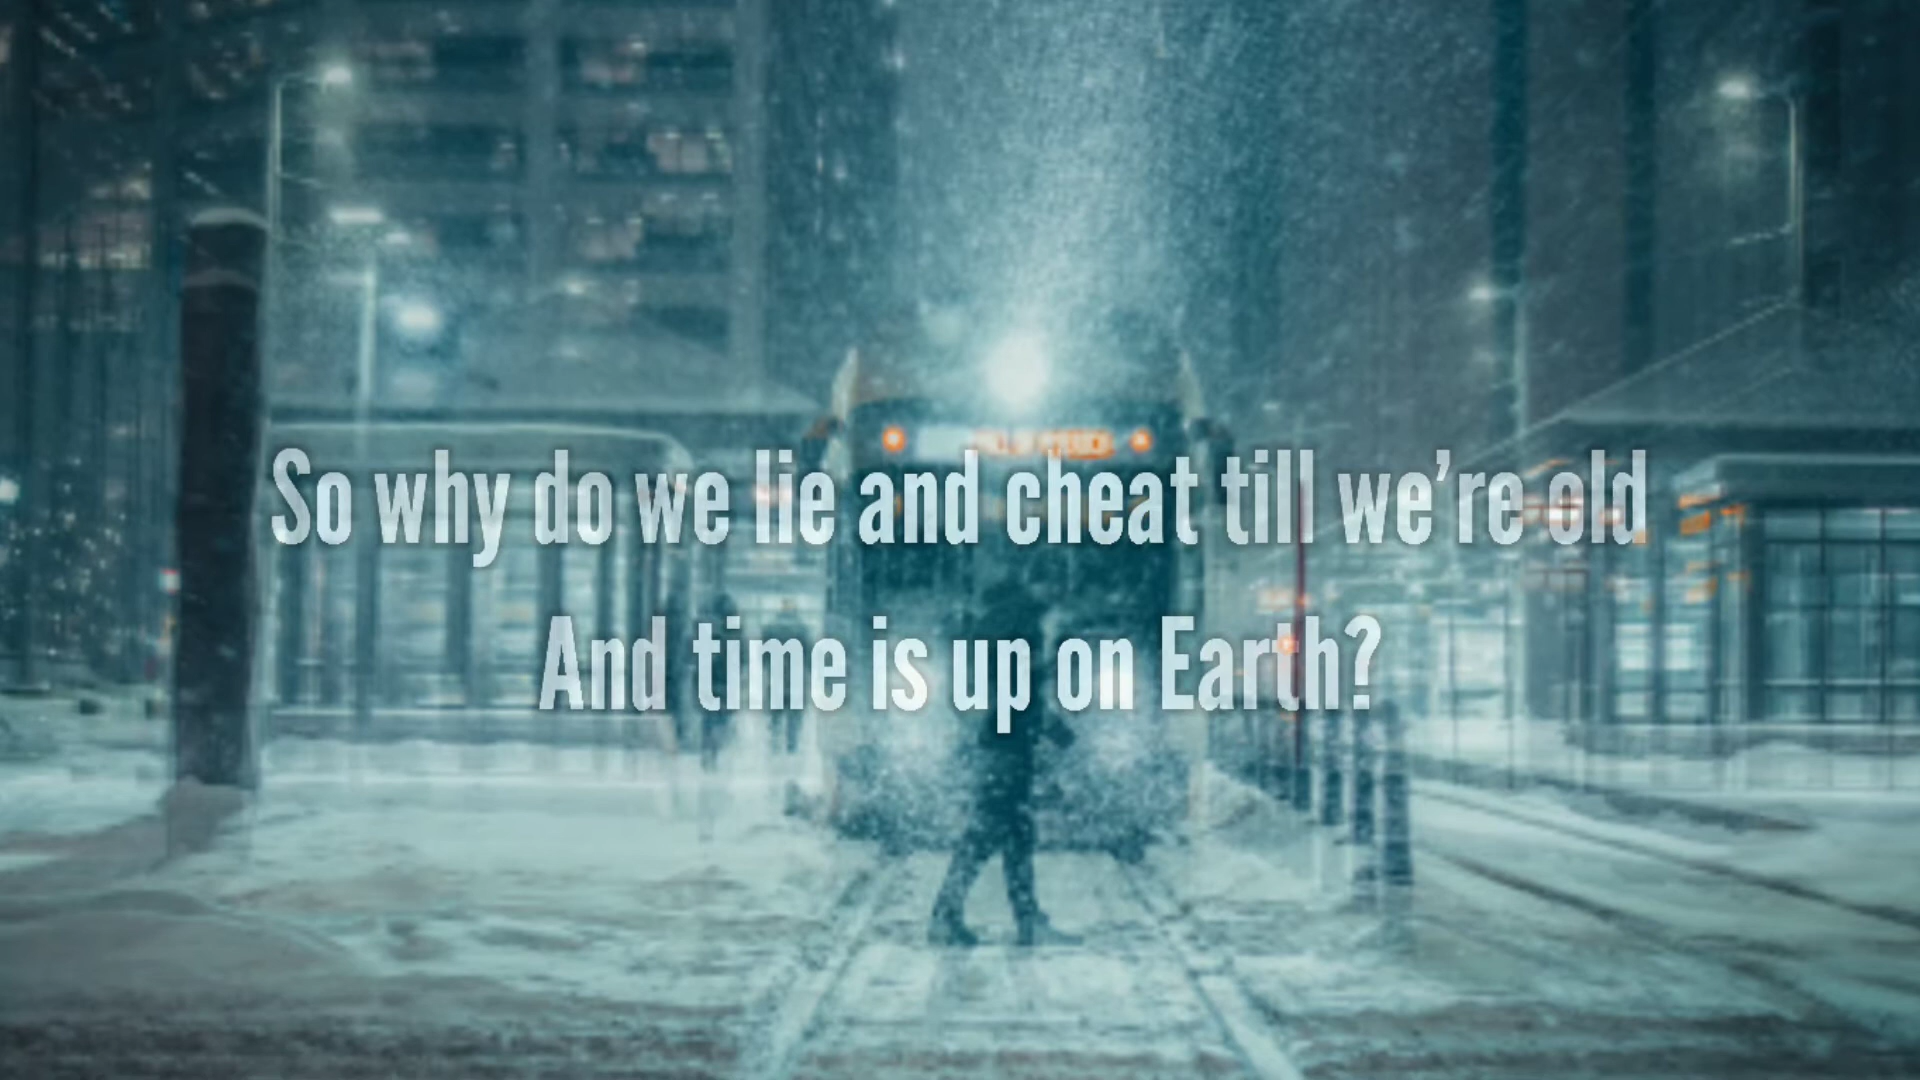 So why do we lie and cheat till we’re old
And time is up on Earth?